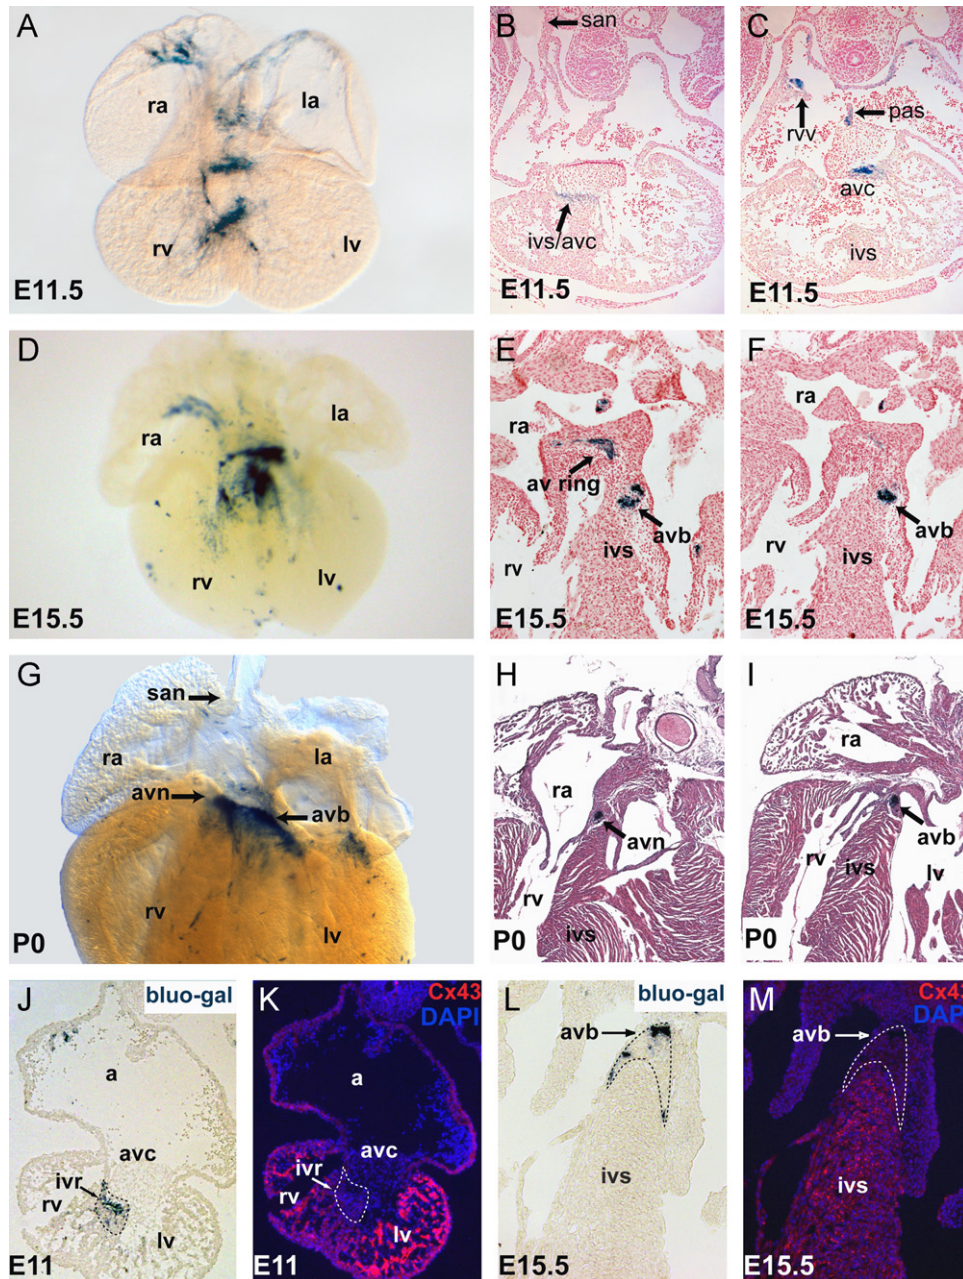 A
ra
la
rv
lv
E11.5
B
san
ivs/avc
E11.5
C
rvv
pas
avc
ivs
E11.5
D
ra
la
rv
lv
E15.5
E
ra
av ring
avb
ivs
rv
E15.5
F
ra
avb
rv
ivs
E15.5
G
san
ra
la
avn
avb
rv
lv
P0
H
ra
avn
rv
ivs
P0
I
ra
avb
rv
ivs
lv
P0
J
bluo-gal
a
avc
ivr
rv
lv
E11
K
Cx43
DAPI
a
avc
ivr
rv
lv
E11
L
bluo-gal
avb
ivs
E15.5
M
Cx43
DAPI
avb
ivs
E15.5